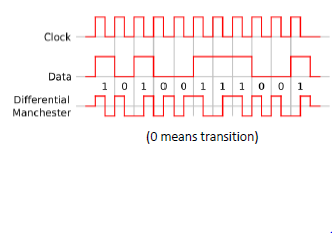 Clock
Data
1 0 1 0 0 1 1 1 0 0 1
Differential
Manchester
(0 means transition)